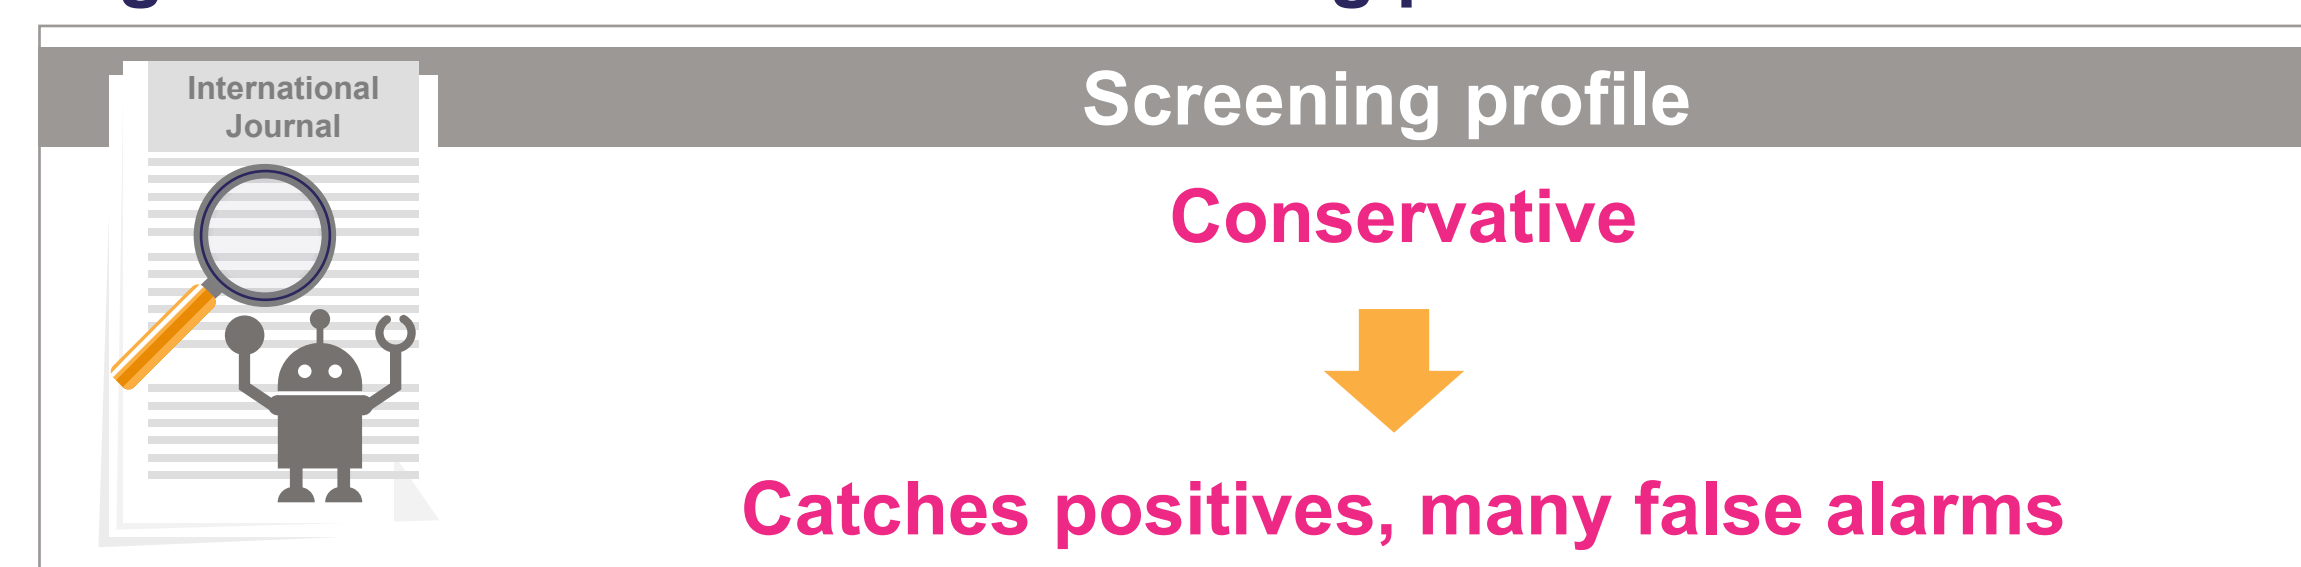 International
Journal
Screening profile
Conservative
Catches positives, many false alarms